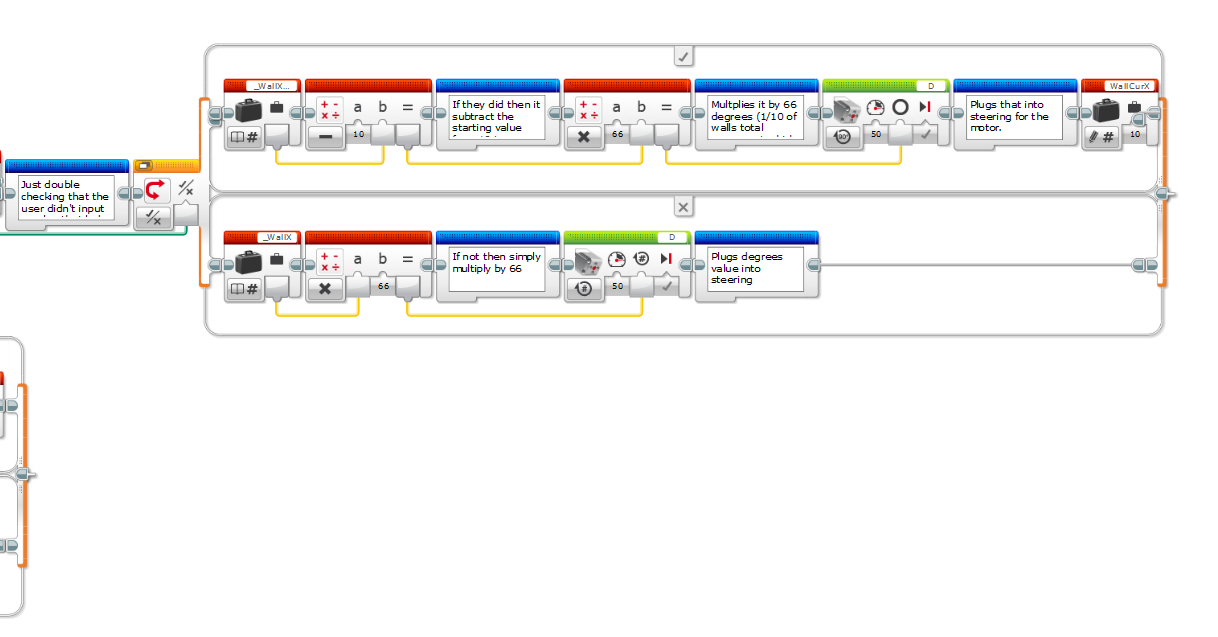 _WallX...
a b =
10
If they did then it
subtract the
starting value
a b =
66
Multplies it by 66
degrees (1/10 of
walls total
D
50
Plugs that into
steering for the
motor.
WallCurX
10
Just double
checking that the
user didn't input
_WallX
a b =
66
If not then simply
multiply by 66
D
50
Plugs degrees
value into
steering